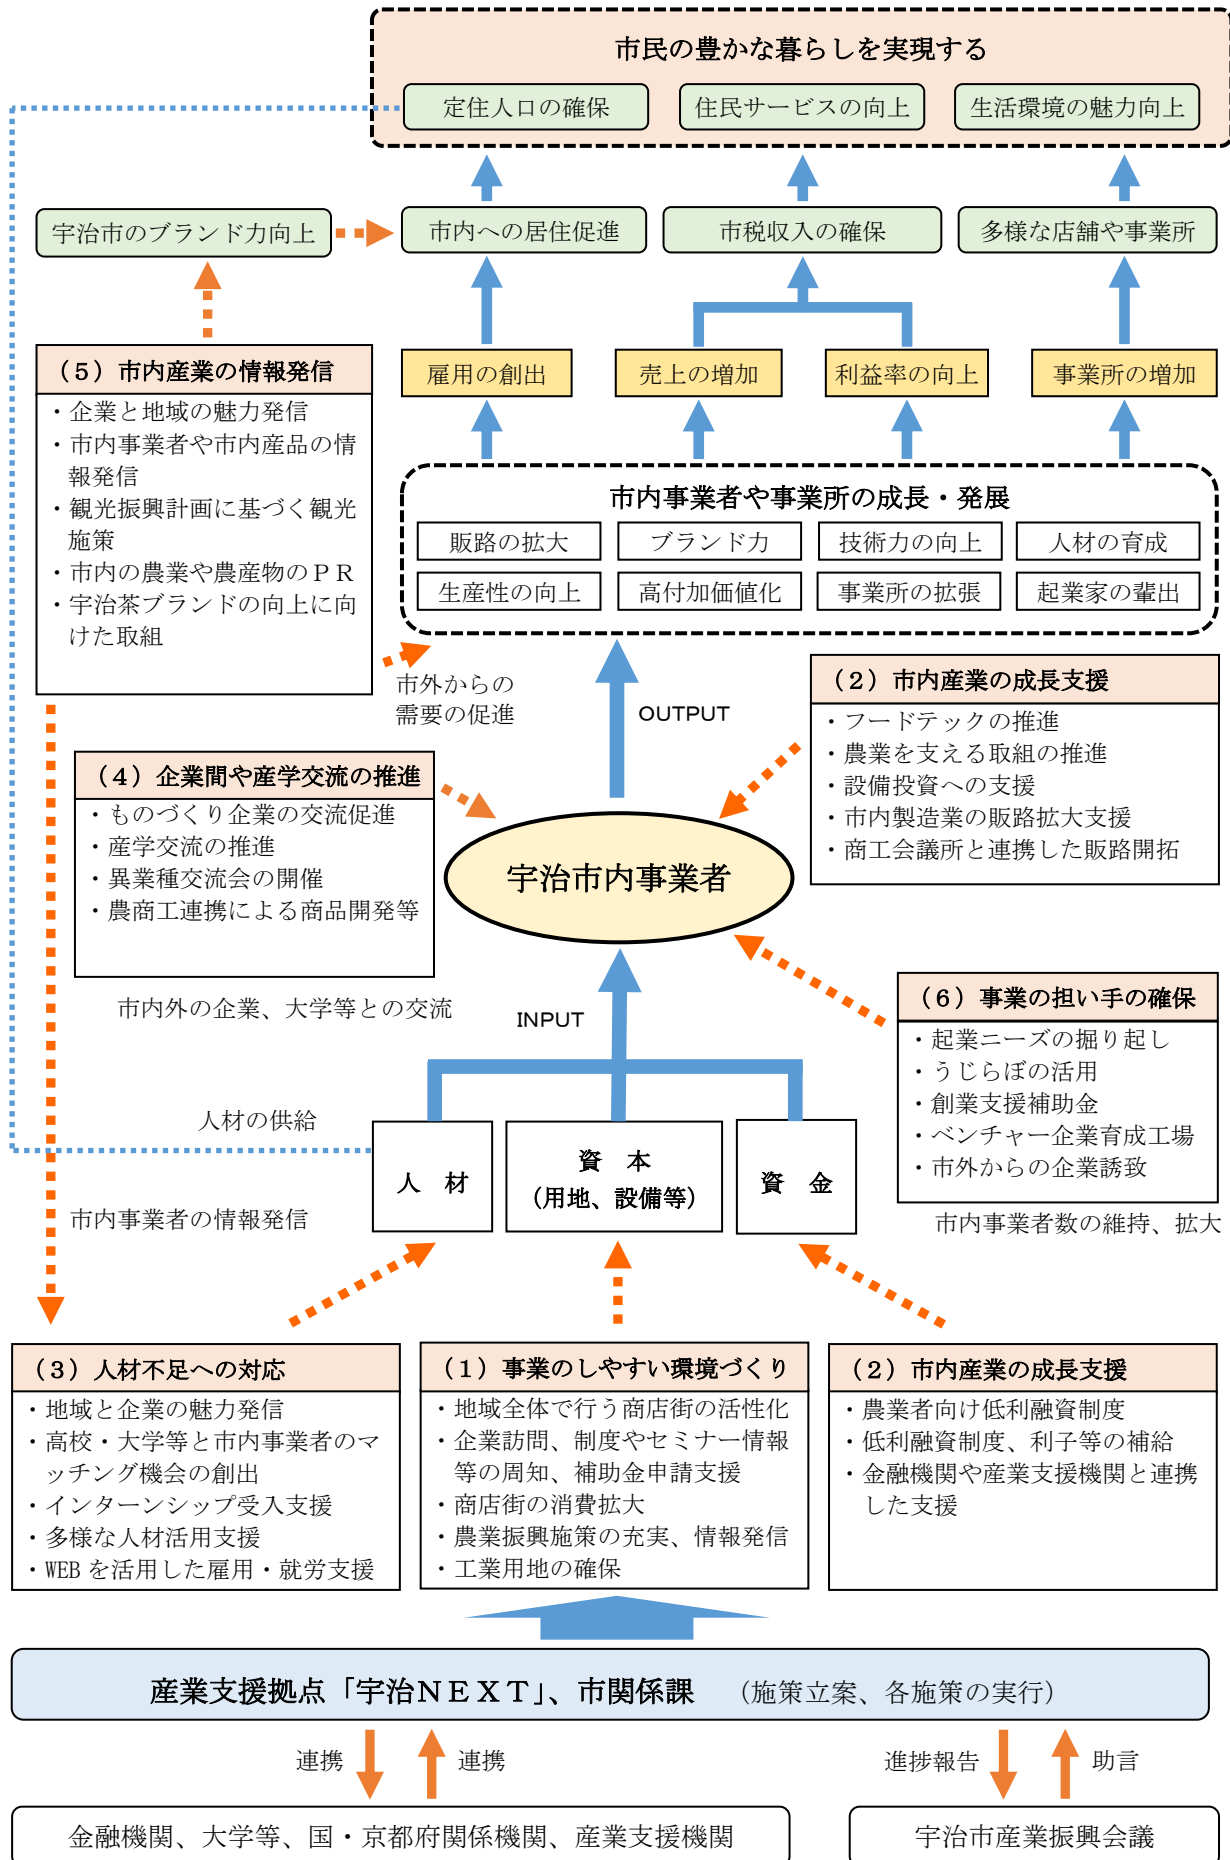 市民の豊かな暮らしを実現する
定住人口の確保
住民サービスの向上
生活環境の魅力向上
宇治市のブランド力向上
市内への居住促進
市税収入の確保
多様な店舗や事業所
（５）市内産業の情報発信
・企業と地域の魅力発信
・市内事業者や市内産品の情
報発信
・観光振興計画に基づく観光
施策
・市内の農業や農産物のＰＲ
・宇治茶ブランドの向上に向
けた取組
雇用の創出
売上の増加
利益率の向上
事業所の増加
市内事業者や事業所の成長・発展
販路の拡大
ブランド力
技術力の向上
人材の育成
生産性の向上
高付加価値化
事業所の拡張
起業家の輩出
市外からの
需要の促進
OUTPUT
（２）市内産業の成長支援
・フードテックの推進
・農業を支える取組の推進
・設備投資への支援
・市内製造業の販路拡大支援
・商工会議所と連携した販路開拓
（４）企業間や産学交流の推進
・ものづくり企業の交流促進
・産学交流の推進
・異業種交流会の開催
・農商工連携による商品開発等
宇治市内事業者
市内外の企業、大学等との交流
INPUT
（６）事業の担い手の確保
・起業ニーズの掘り起し
・うじらぼの活用
・創業支援補助金
・ベンチャー企業育成工場
・市外からの企業誘致
市内事業者数の維持、拡大
人材の供給
人　材
資　本
（用地、設備等）
資　金
市内事業者の情報発信
（３）人材不足への対応
・地域と企業の魅力発信
・高校・大学等と市内事業者のマ
ッチング機会の創出
・インターンシップ受入支援
・多様な人材活用支援
・WEBを活用した雇用・就労支援
（１）事業のしやすい環境づくり
・地域全体で行う商店街の活性化
・企業訪問、制度やセミナー情報
等の周知、補助金申請支援
・商店街の消費拡大
・農業振興施策の充実、情報発信
・工業用地の確保
（２）市内産業の成長支援
・農業者向け低利融資制度
・低利融資制度、利子等の補給
・金融機関や産業支援機関と連携
した支援
産業支援拠点「宇治ＮＥＸＴ」、市関係課　（施策立案、各施策の実行）
連携
連携
進捗報告
助言
金融機関、大学等、国・京都府関係機関、産業支援機関
宇治市産業振興会議